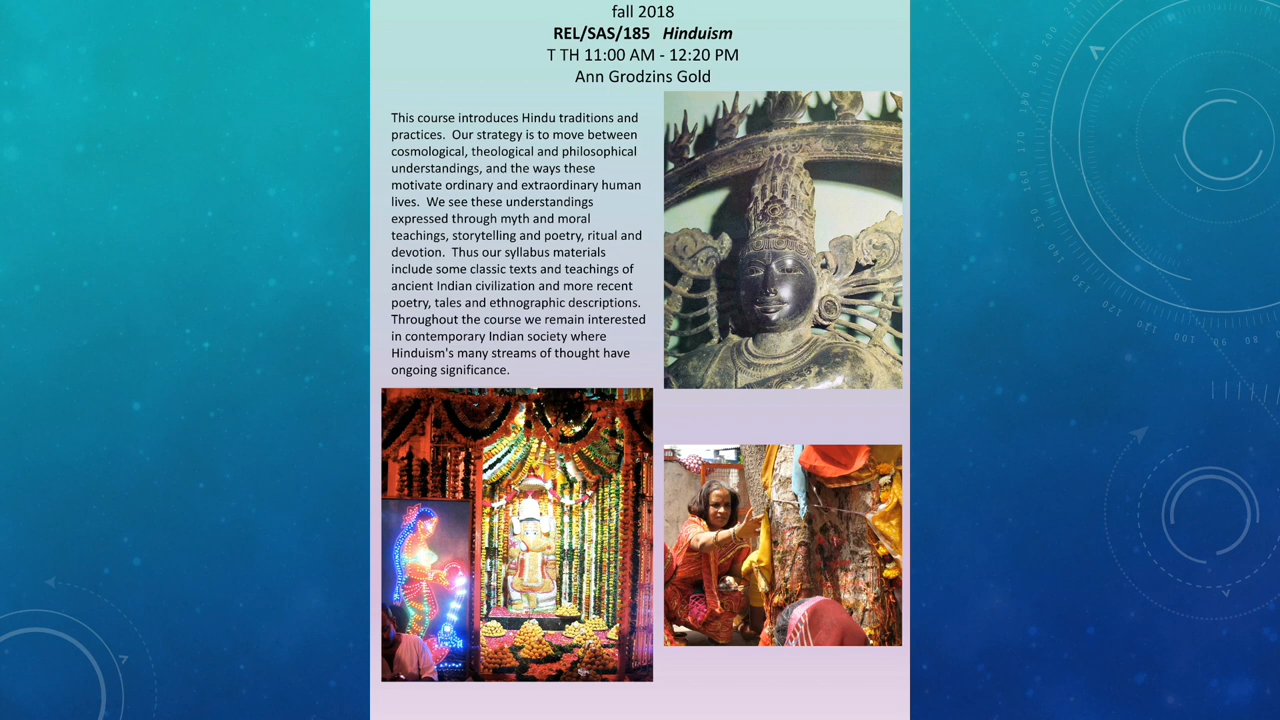 fall 2018
REL/SAS/185 Hinduism
T TH 11:00 AM - 12:20 PM
Ann Grodzins Gold
This course introduces Hindu traditions and
practices. Our strategy is to move between
cosmological, theological and philosophical
understandings, and the ways these
motivate ordinary and extraordinary human
lives. We see these understandings
expressed through myth and moral
teachings, storytelling and poetry, ritual and
devotion. Thus our syllabus materials
include some classic texts and teachings of
ancient Indian civilization and more recent
poetry, tales and ethnographic descriptions.
Throughout the course we remain interested
in contemporary Indian society where
Hinduism's many streams of thought have
ongoing significance.